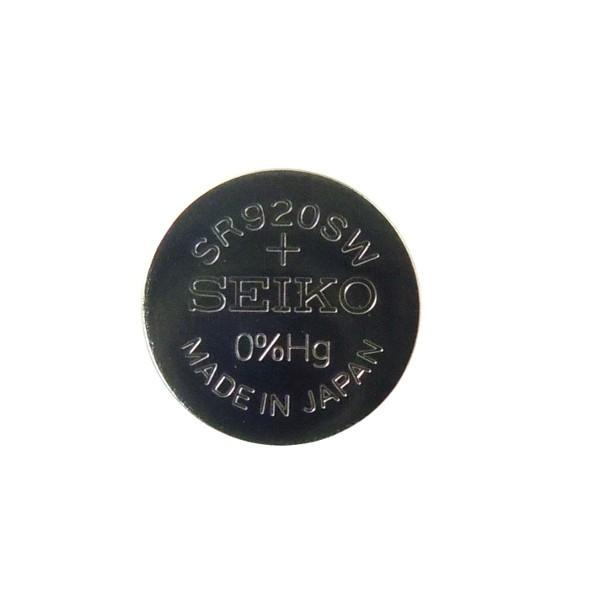 SR920SW
+
SEIKO
0%Hg
MADE IN JAPAN